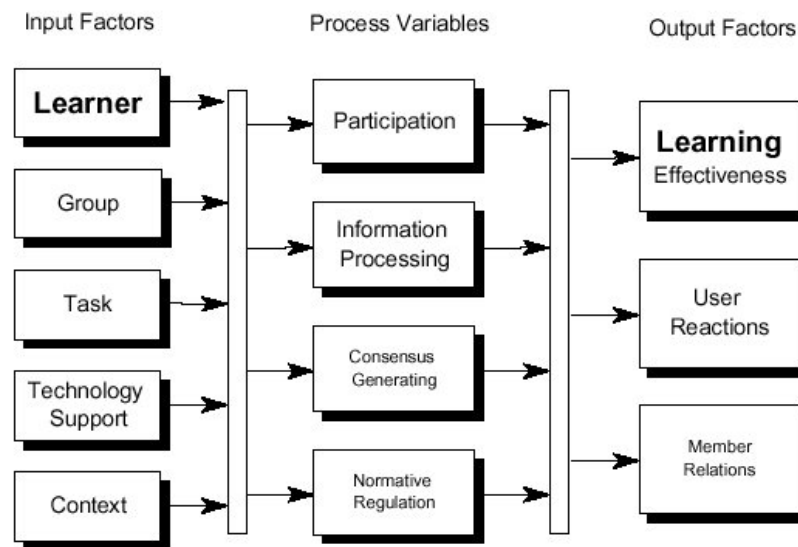 Input Factors
Process Variables
Output Factors
Learner
Group
Task
Technology
Support
Context
Participation
Information
Processing
Consensus
Generating
Normative
Regulation
Learning
Effectiveness
User
Reactions
Member
Relations